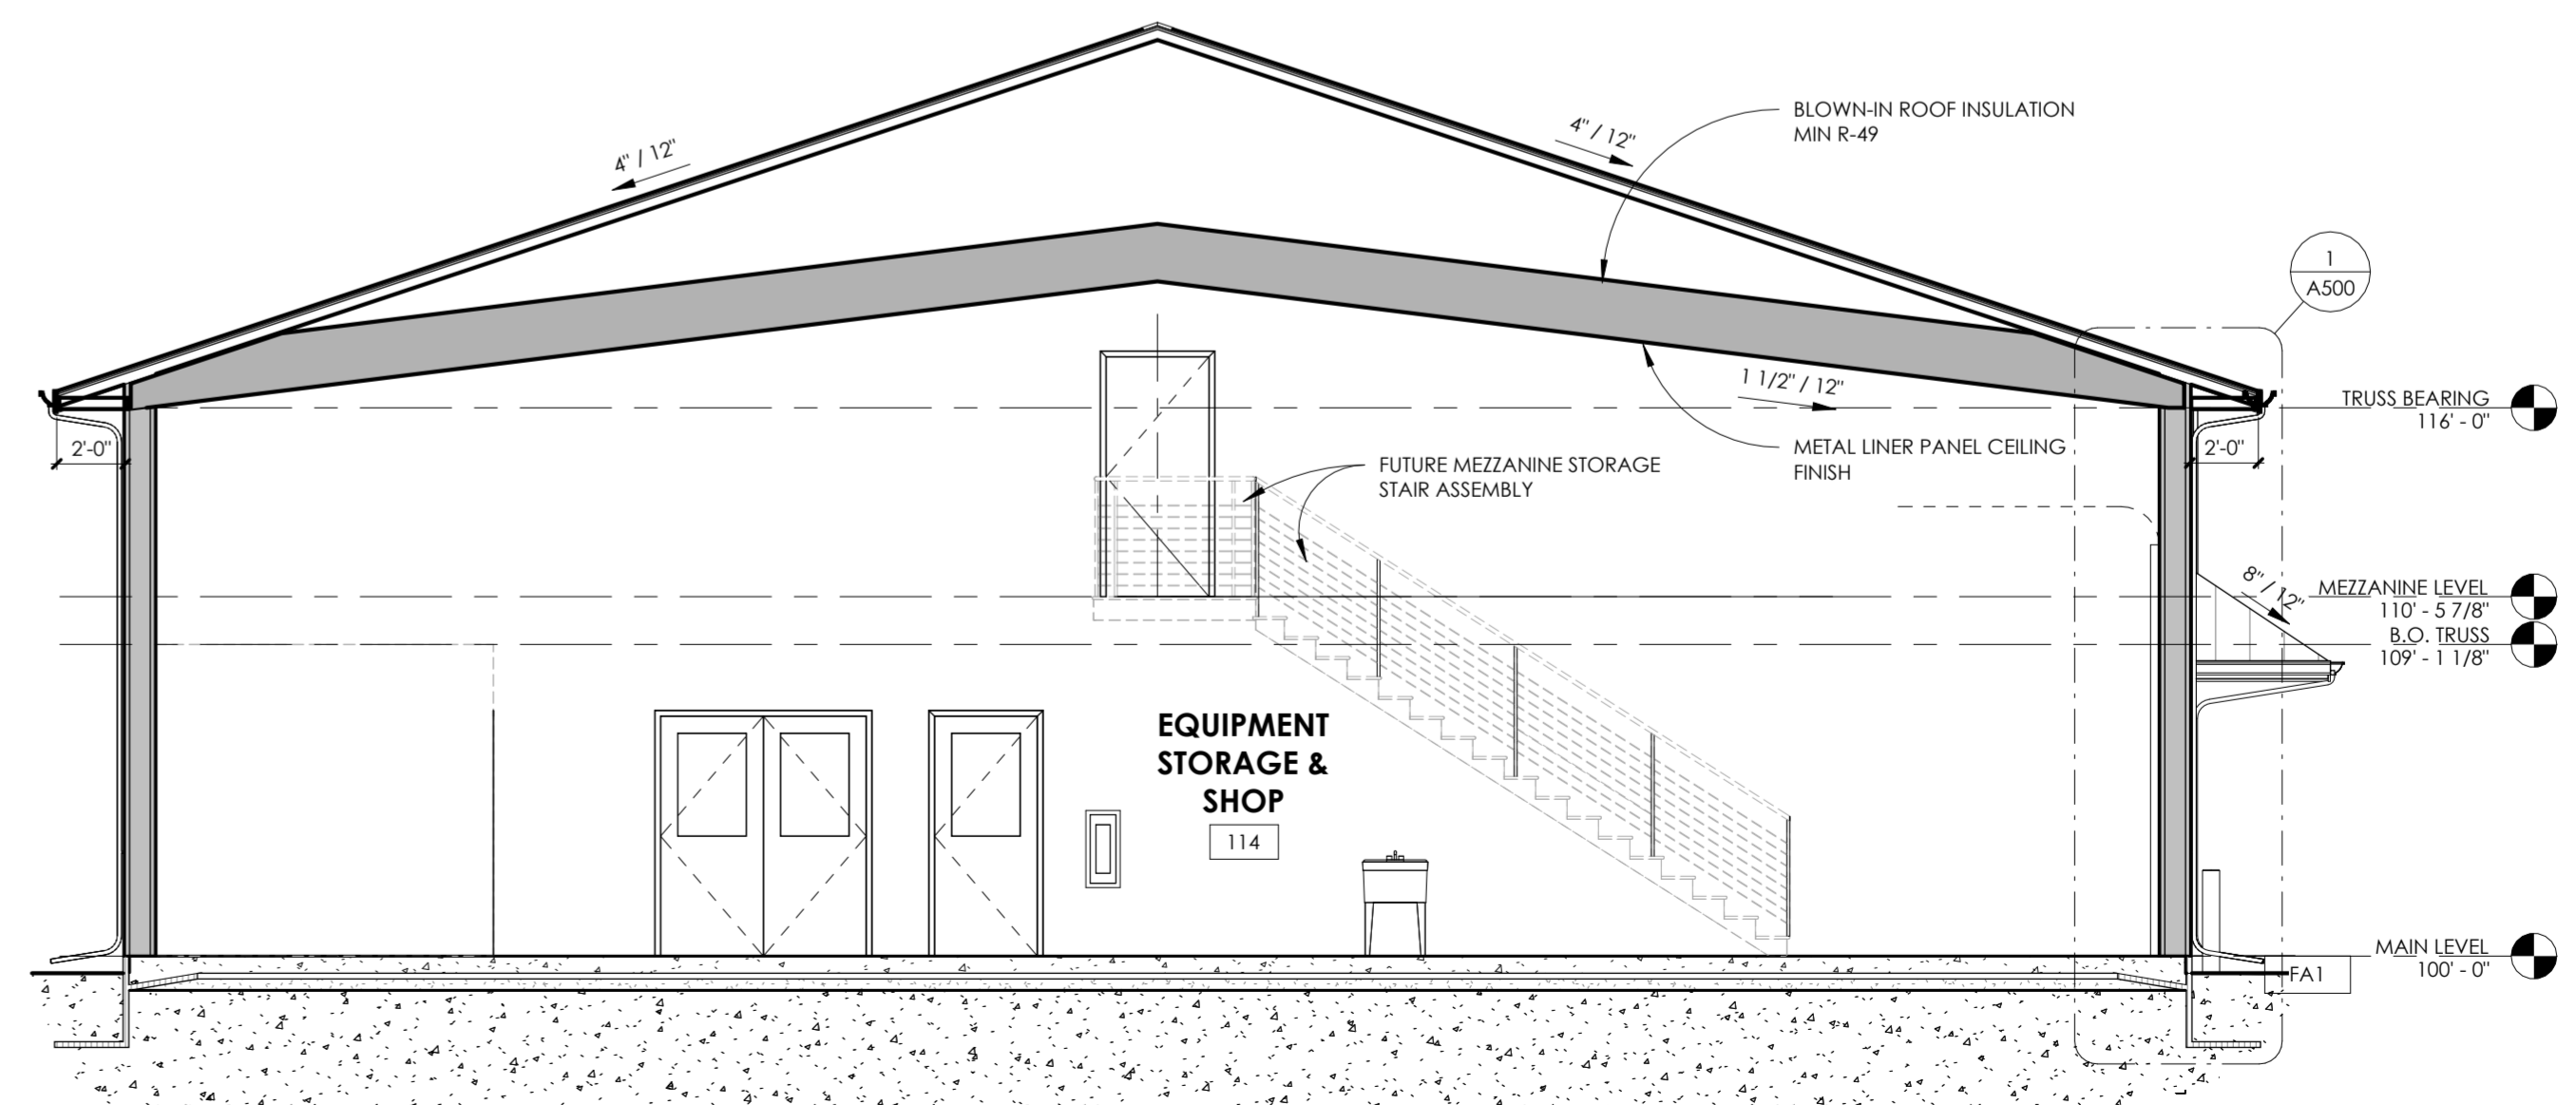 BLOWN-IN ROOF INSULATION
MIN R-49
4" / 12"
4" / 12"
1
A500
1 1/2" / 12"
TRUSS BEARING
116' - 0"
2'-0"
2'-0"
METAL LINER PANEL CEILING
FINISH
FUTURE MEZZANINE STORAGE
STAIR ASSEMBLY
8" / 12"
MEZZANINE LEVEL
110' - 5 7/8"
B.O. TRUSS
109' - 1 1/8"
EQUIPMENT
STORAGE &
SHOP
114
MAIN LEVEL
100' - 0"
FA1